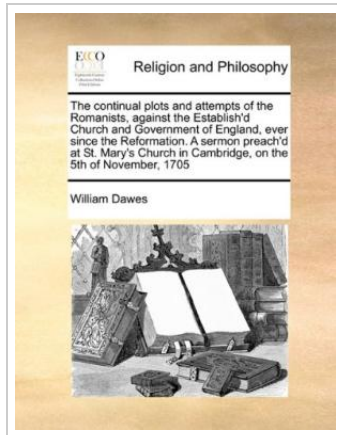 ECCO
Religion and Philosophy
The continual plots and attempts of the
Romanists, against the Establish'd
Church and Government of England, ever
since the Reformation. A sermon preach'd
at St. Mary's Church in Cambridge, on the
5th of November, 1705
William Dawes